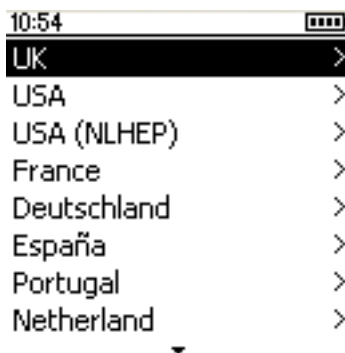 10:54
UK
USA
USA (NLHEP)
France
Deutschland
España
Portugal
Netherland